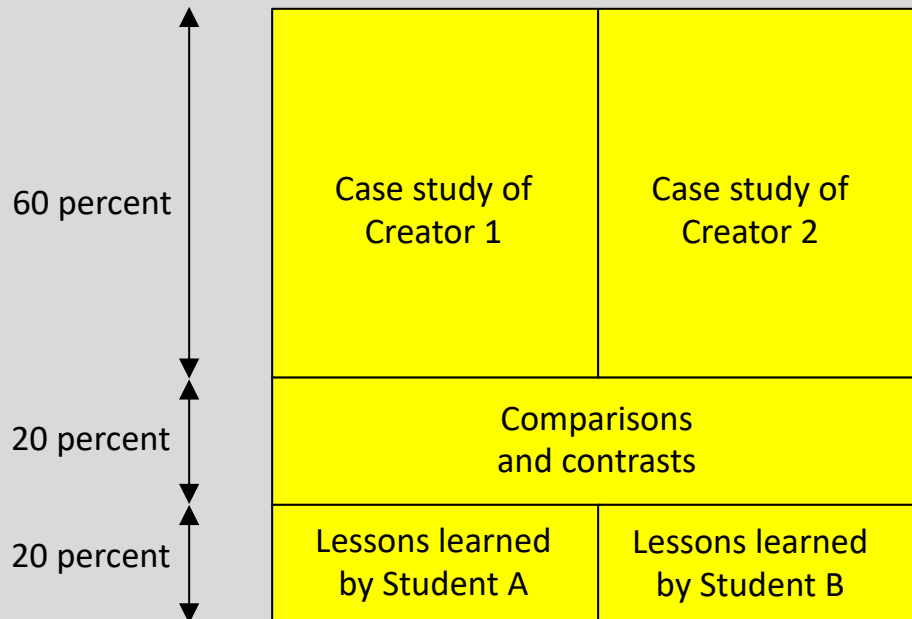 60 percent
Case study of
Creator 1
Case study of
Creator 2
20 percent
Comparisons
and contrasts
20 percent
Lessons learned
by Student A
Lessons learned
by Student B